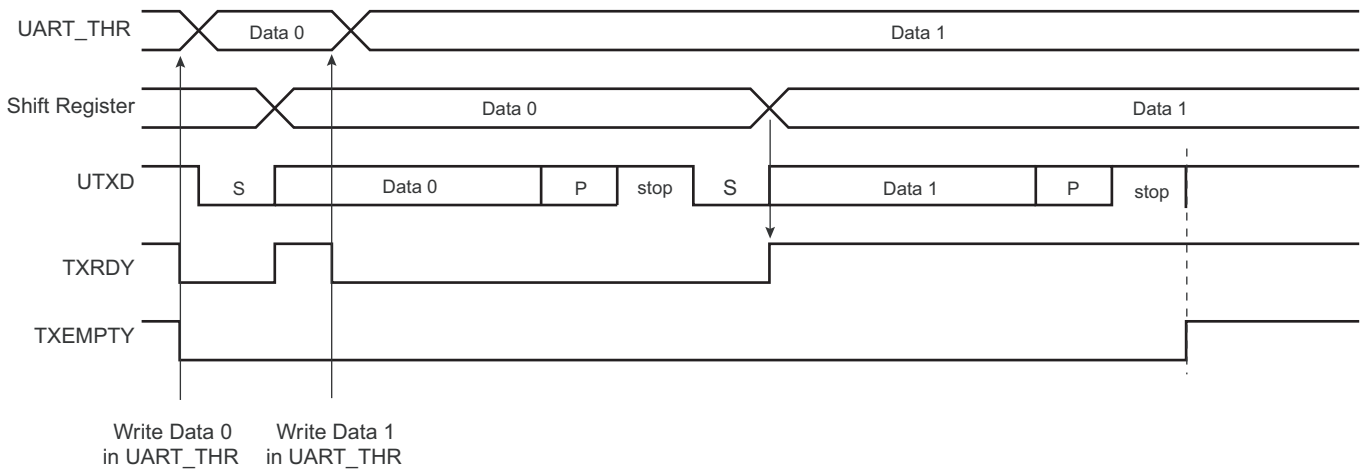 UART_THR
Data 0
Data 1
Shift Register
Data 0
Data 1
UTXD
S
Data 0
P
stop
S
Data 1
P
stop
TXRDY
TXEMPTY
Write Data 0
in UART_THR
Write Data 1
in UART_THR